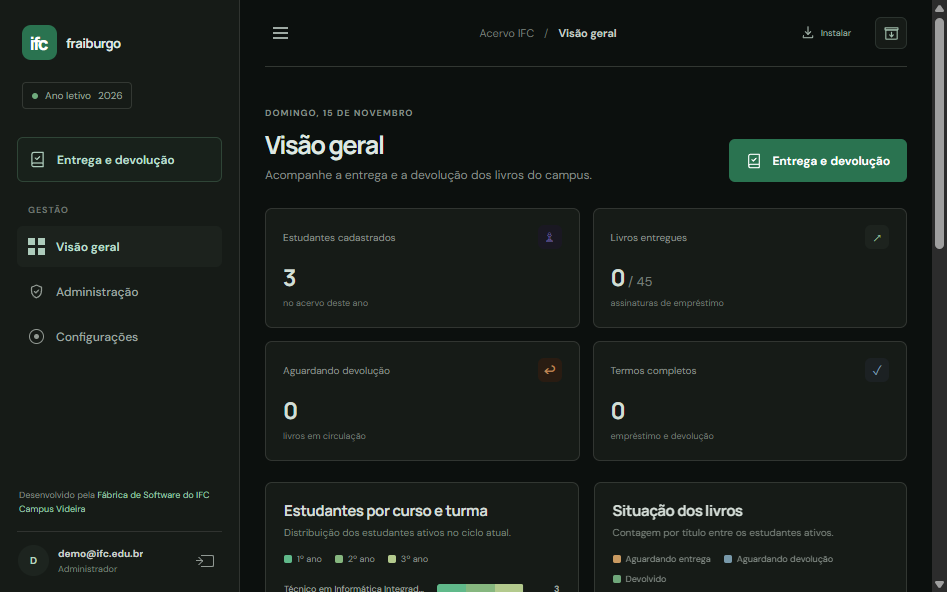 ifc fraiburgo
Ano letivo 2026
Entrega e devolução
GESTÃO
Visão geral
Administração
Configurações
Desenvolvido pela Fábrica de Software do IFC
Campus Videira
D
demo@ifc.edu.br
Administrador
Acervo IFC / Visão geral
Instalar
DOMINGO, 15 DE NOVEMBRO
Visão geral
Acompanhe a entrega e a devolução dos livros do campus.
Entrega e devolução
Estudantes cadastrados
3
no acervo deste ano
Livros entregues
0 / 45
assinaturas de empréstimo
Aguardando devolução
0
livros em circulação
Termos completos
0
empréstimo e devolução
Estudantes por curso e turma
Distribuição dos estudantes ativos no ciclo atual.
1º ano 2º ano 3º ano
Técnico em Informática Integrad... 3
Situação dos livros
Contagem por título entre os estudantes ativos.
Aguardando entrega Aguardando devolução
Devolvido